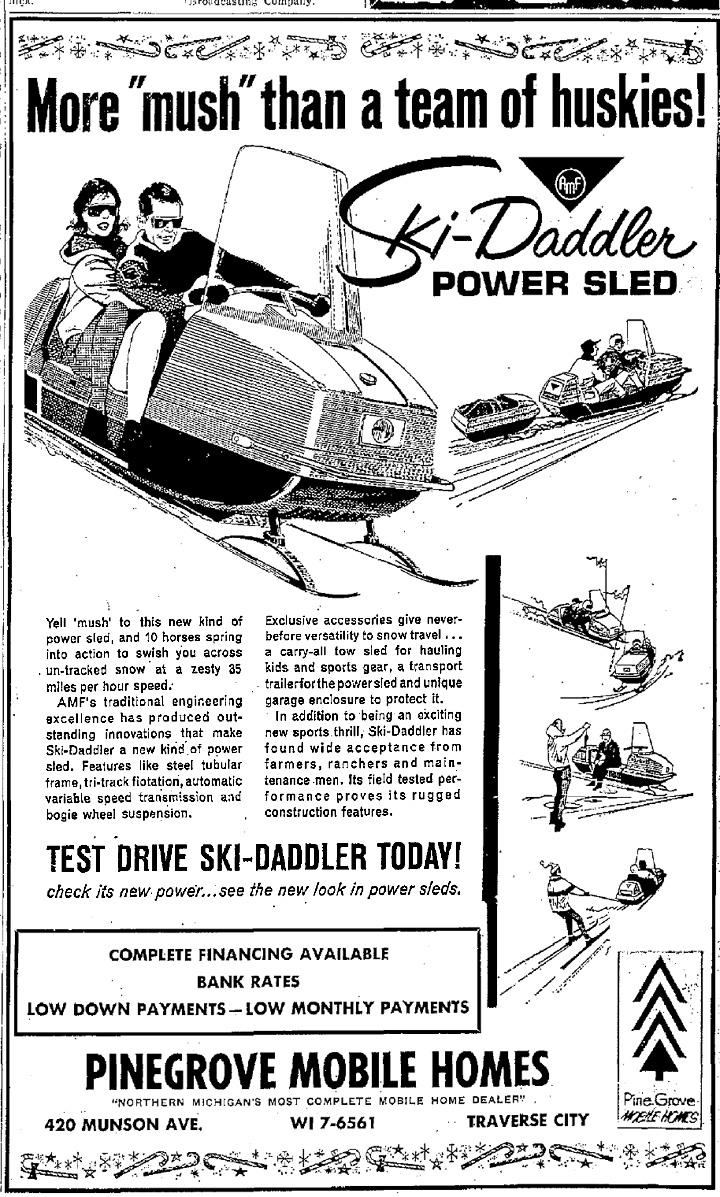 Broadcasting Company.
More "mush" than a team of huskies!
AMF
Ski-Daddler
POWER SLED
Yell 'mush' to this new kind of
power sled, and 10 horses spring
into action to swish you across
un-tracked snow at a zesty 35
miles per hour speed.
AMF's traditional engineering
excellence has produced out-
standing innovations that make
Ski-Daddler a new kind of power
sled. Features like steel tubular
frame, tri-track flotation, automatic
variable speed transmission and
bogie wheel suspension.
Exclusive accessories give never-
before versatility to snow travel ...
a carry-all tow sled for hauling
kids and sports gear, a transport
trailer for the power sled and unique
garage enclosure to protect it.
In addition to being an exciting
new sports thrill, Ski-Daddler has
found wide acceptance from
farmers, ranchers and main-
tenance men. Its field tested per-
formance proves its rugged
construction features.
TEST DRIVE SKI-DADDLER TODAY!
check its new power...see the new look in power sleds.
COMPLETE FINANCING AVAILABLE
BANK RATES
LOW DOWN PAYMENTS—LOW MONTHLY PAYMENTS
PINEGROVE MOBILE HOMES
"NORTHERN MICHIGAN'S MOST COMPLETE MOBILE HOME DEALER"
420 MUNSON AVE. WI 7-6561 TRAVERSE CITY
Pine Grove
MOBILE HOMES